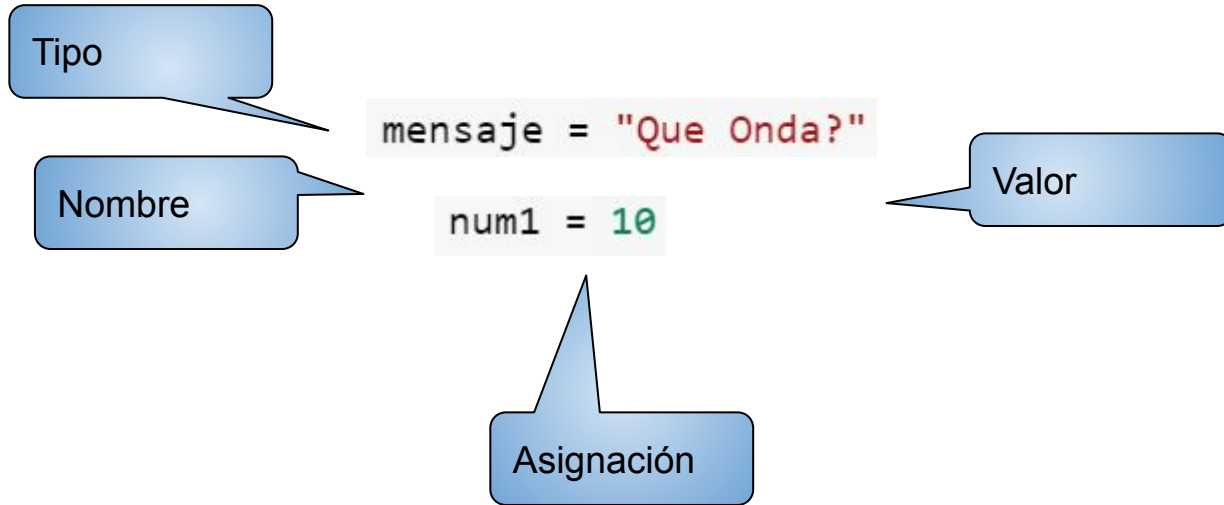 Tipo
mensaje = "Que Onda?"
Nombre
Valor
num1 = 10
Asignación